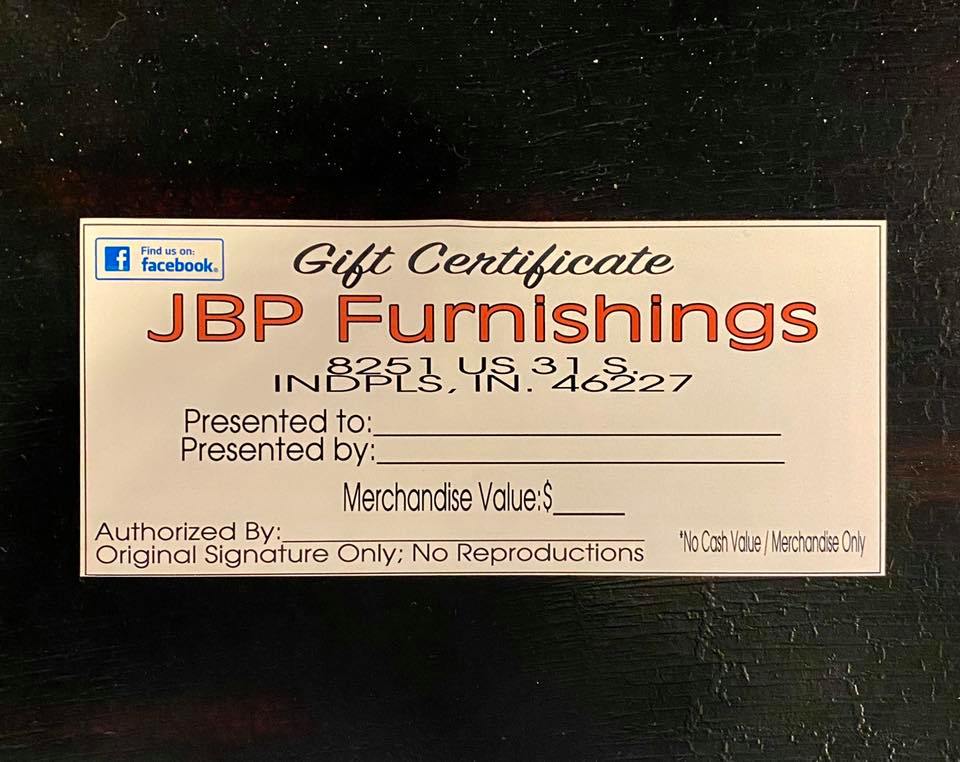 Find us on:
facebook®
Gift Certificate
JBP Furnishings
8251 US 31 S.
INDPLS, IN. 46227
Presented to:
Presented by:
Merchandise Value:$
Authorized By:
Original Signature Only; No Reproductions
*No Cash Value / Merchandise Only